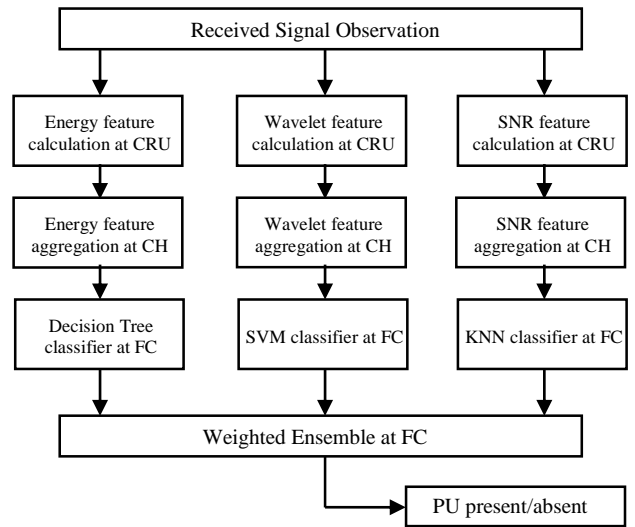 Received Signal Observation
Energy feature
calculation at CRU
Wavelet feature
calculation at CRU
SNR feature
calculation at CRU
Energy feature
aggregation at CH
Wavelet feature
aggregation at CH
SNR feature
aggregation at CH
Decision Tree
classifier at FC
SVM classifier at FC
KNN classifier at FC
Weighted Ensemble at FC
PU present/absent